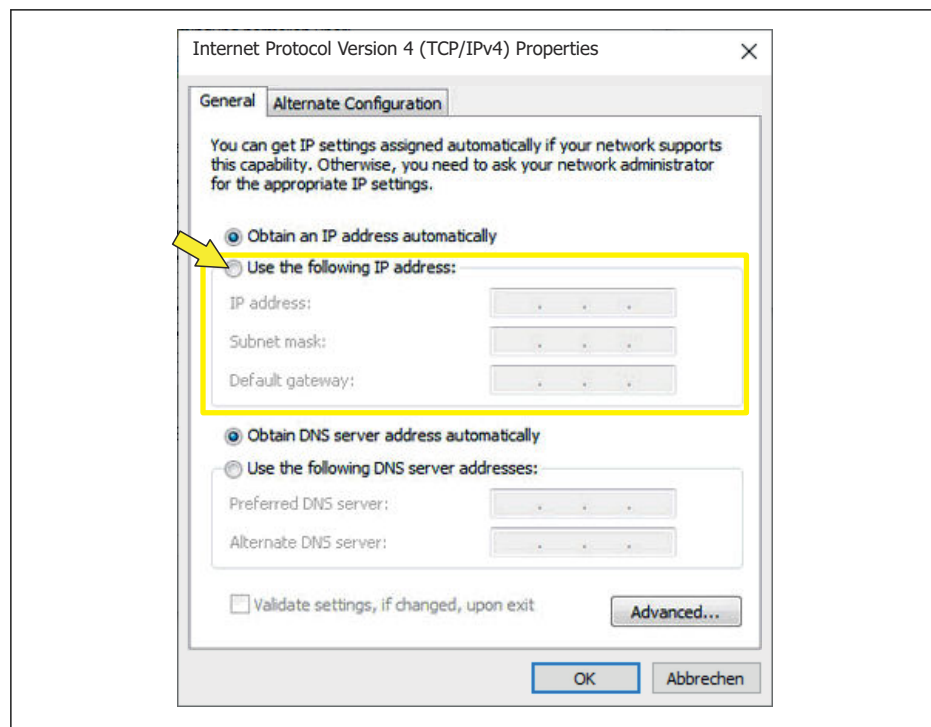 Internet Protocol Version 4 (TCP/IPv4) Properties
General
Alternate Configuration
You can get IP settings assigned automatically if your network supports
this capability. Otherwise, you need to ask your network administrator
for the appropriate IP settings.
Obtain an IP address automatically
Use the following IP address:
IP address:
Subnet mask:
Default gateway:
Obtain DNS server address automatically
Use the following DNS server addresses:
Preferred DNS server:
Alternate DNS server:
Validate settings, if changed, upon exit
Advanced...
OK
Abbrechen